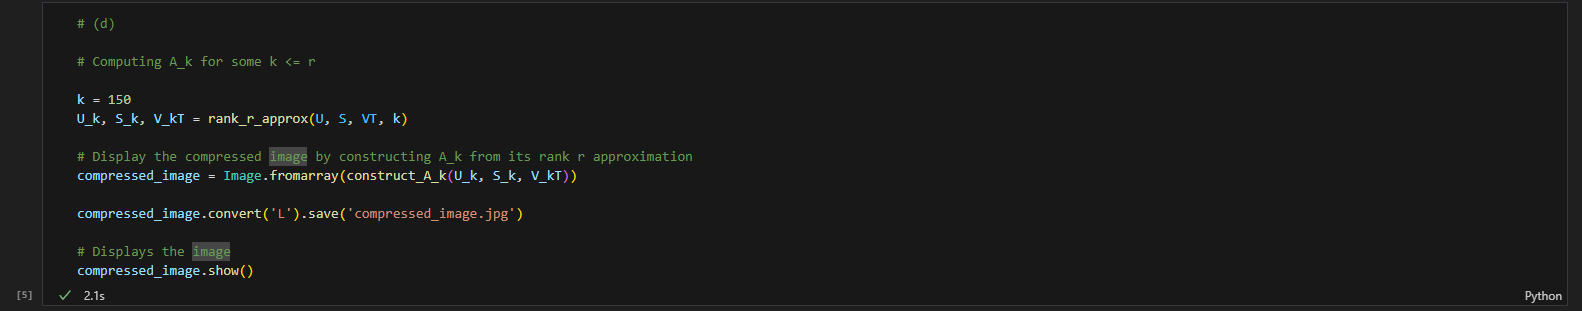 # (d)
# Computing A_k for some k <= r
k = 150
U_k, S_k, V_kT = rank_r_approx(U, S, VT, k)
# Display the compressed image by constructing A_k from its rank r approximation
compressed_image = Image.fromarray(construct_A_k(U_k, S_k, V_kT))
compressed_image.convert('L').save('compressed_image.jpg')
# Displays the image
compressed_image.show()
[5] ✓ 2.1s Python